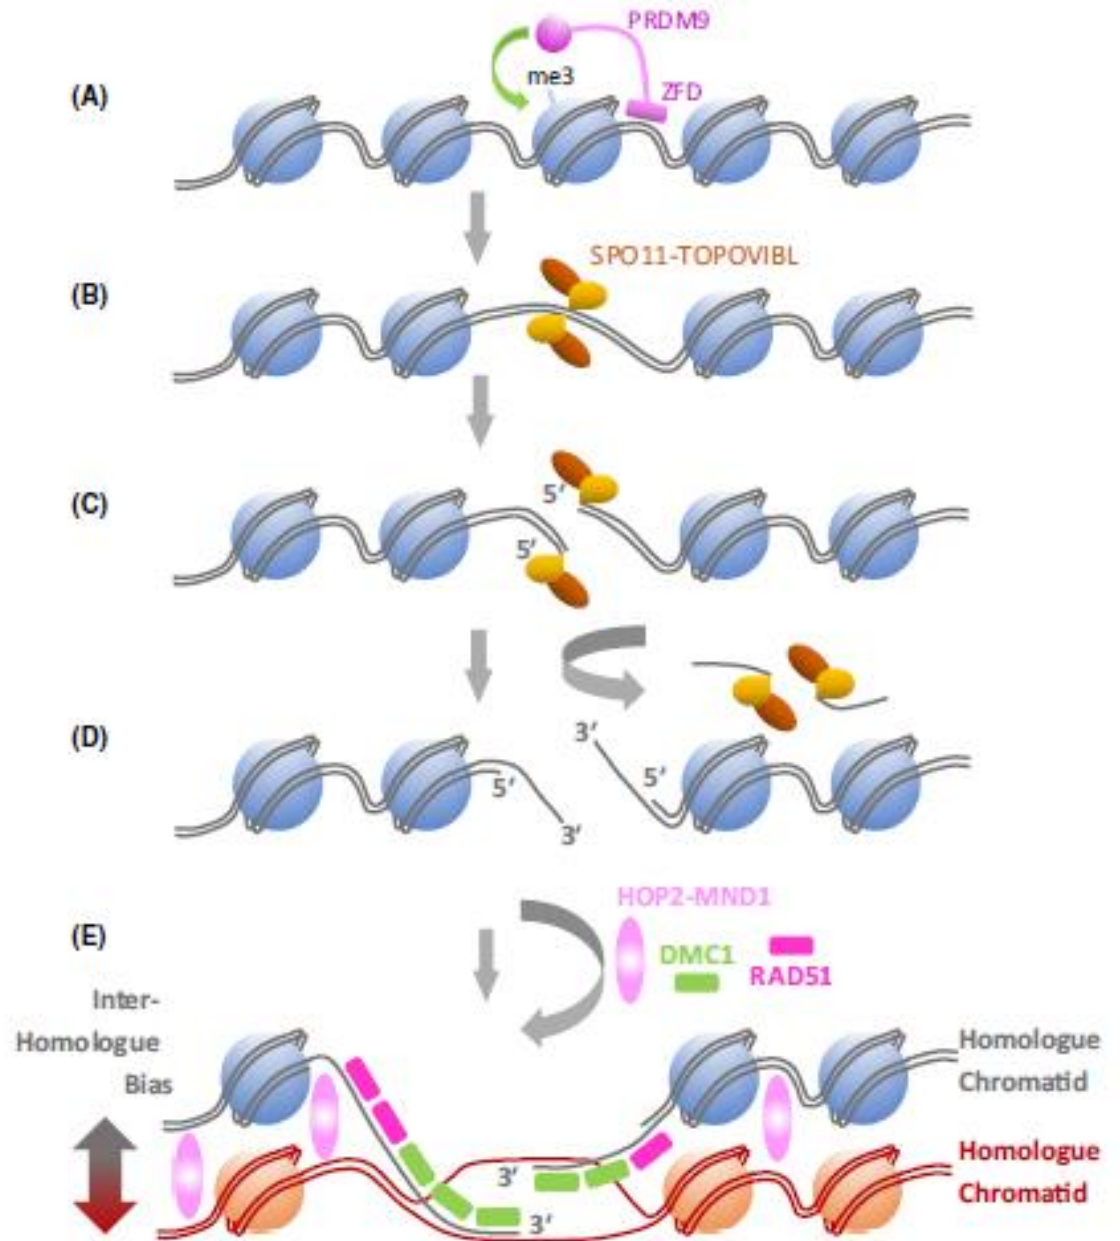 PRDM9
me3
ZFD
(A)
SPO11-TOPOVIBL
(B)
5′
(C)
5′
(D)
3′
5′
5′
3′
HOP2-MND1
(E)
DMC1
RAD51
Inter-
Homologue
Bias
Homologue
Chromatid
Homologue
Chromatid
3′
3′